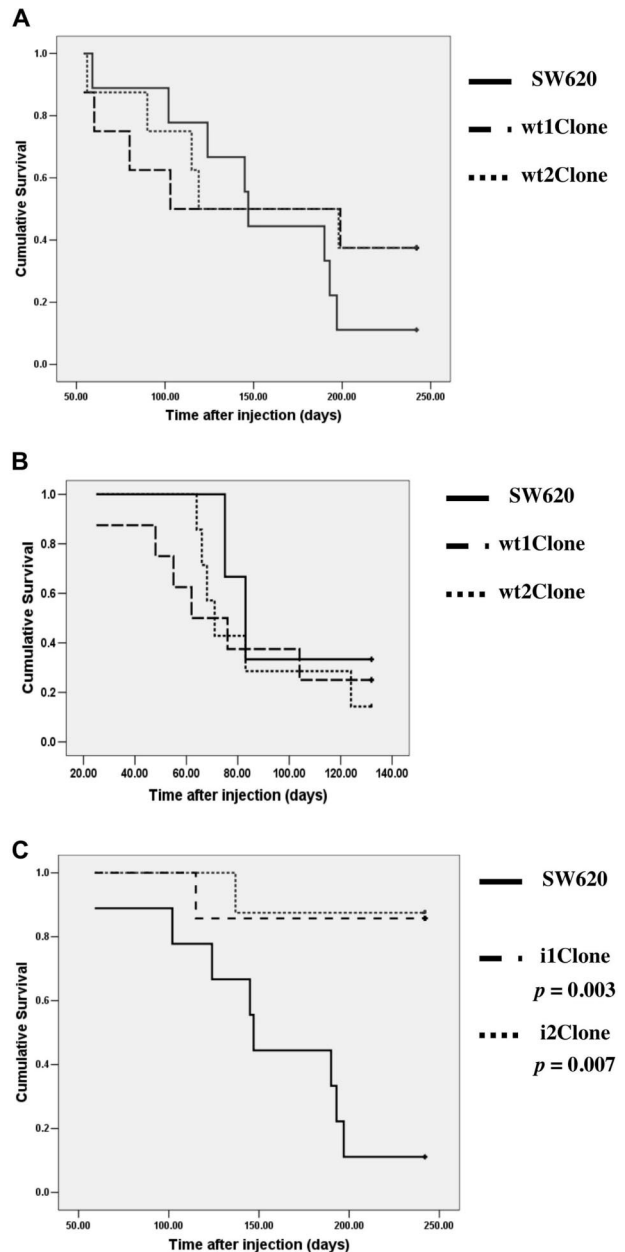 A
Cumulative Survival
1.0
0.8
0.6
0.4
0.2
0.0
50.00 100.00 150.00 200.00 250.00
Time after injection (days)
SW620
wt1Clone
wt2Clone
B
Cumulative Survival
1.0
0.8
0.6
0.4
0.2
0.0
20.00 40.00 60.00 80.00 100.00 120.00 140.00
Time after injection (days)
SW620
wt1Clone
wt2Clone
C
Cumulative Survival
1.0
0.8
0.6
0.4
0.2
0.0
50.00 100.00 150.00 200.00 250.00
Time after injection (days)
SW620
i1Clone
p = 0.003
i2Clone
p = 0.007